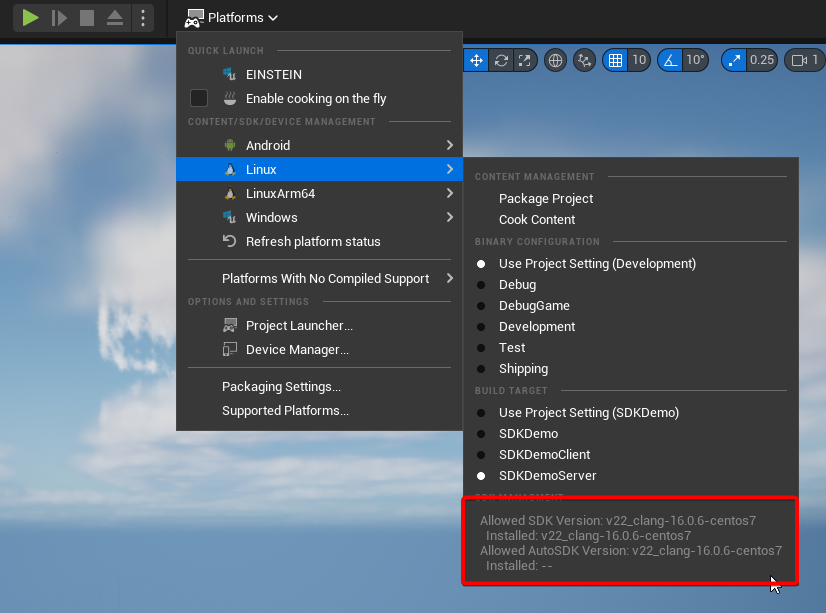 Platforms
QUICK LAUNCH
EINSTEIN
Enable cooking on the fly
CONTENT/SDK/DEVICE MANAGEMENT
Android
Linux
LinuxArm64
Windows
Refresh platform status
Platforms With No Compiled Support
OPTIONS AND SETTINGS
Project Launcher...
Device Manager...
Packaging Settings...
Supported Platforms...
10
10°
0.25
1
CONTENT MANAGEMENT
Package Project
Cook Content
BINARY CONFIGURATION
Use Project Setting (Development)
Debug
DebugGame
Development
Test
Shipping
BUILD TARGET
Use Project Setting (SDKDemo)
SDKDemo
SDKDemoClient
SDKDemoServer
Allowed SDK Version: v22_clang-16.0.6-centos7
Installed: v22_clang-16.0.6-centos7
Allowed AutoSDK Version: v22_clang-16.0.6-centos7
Installed: --